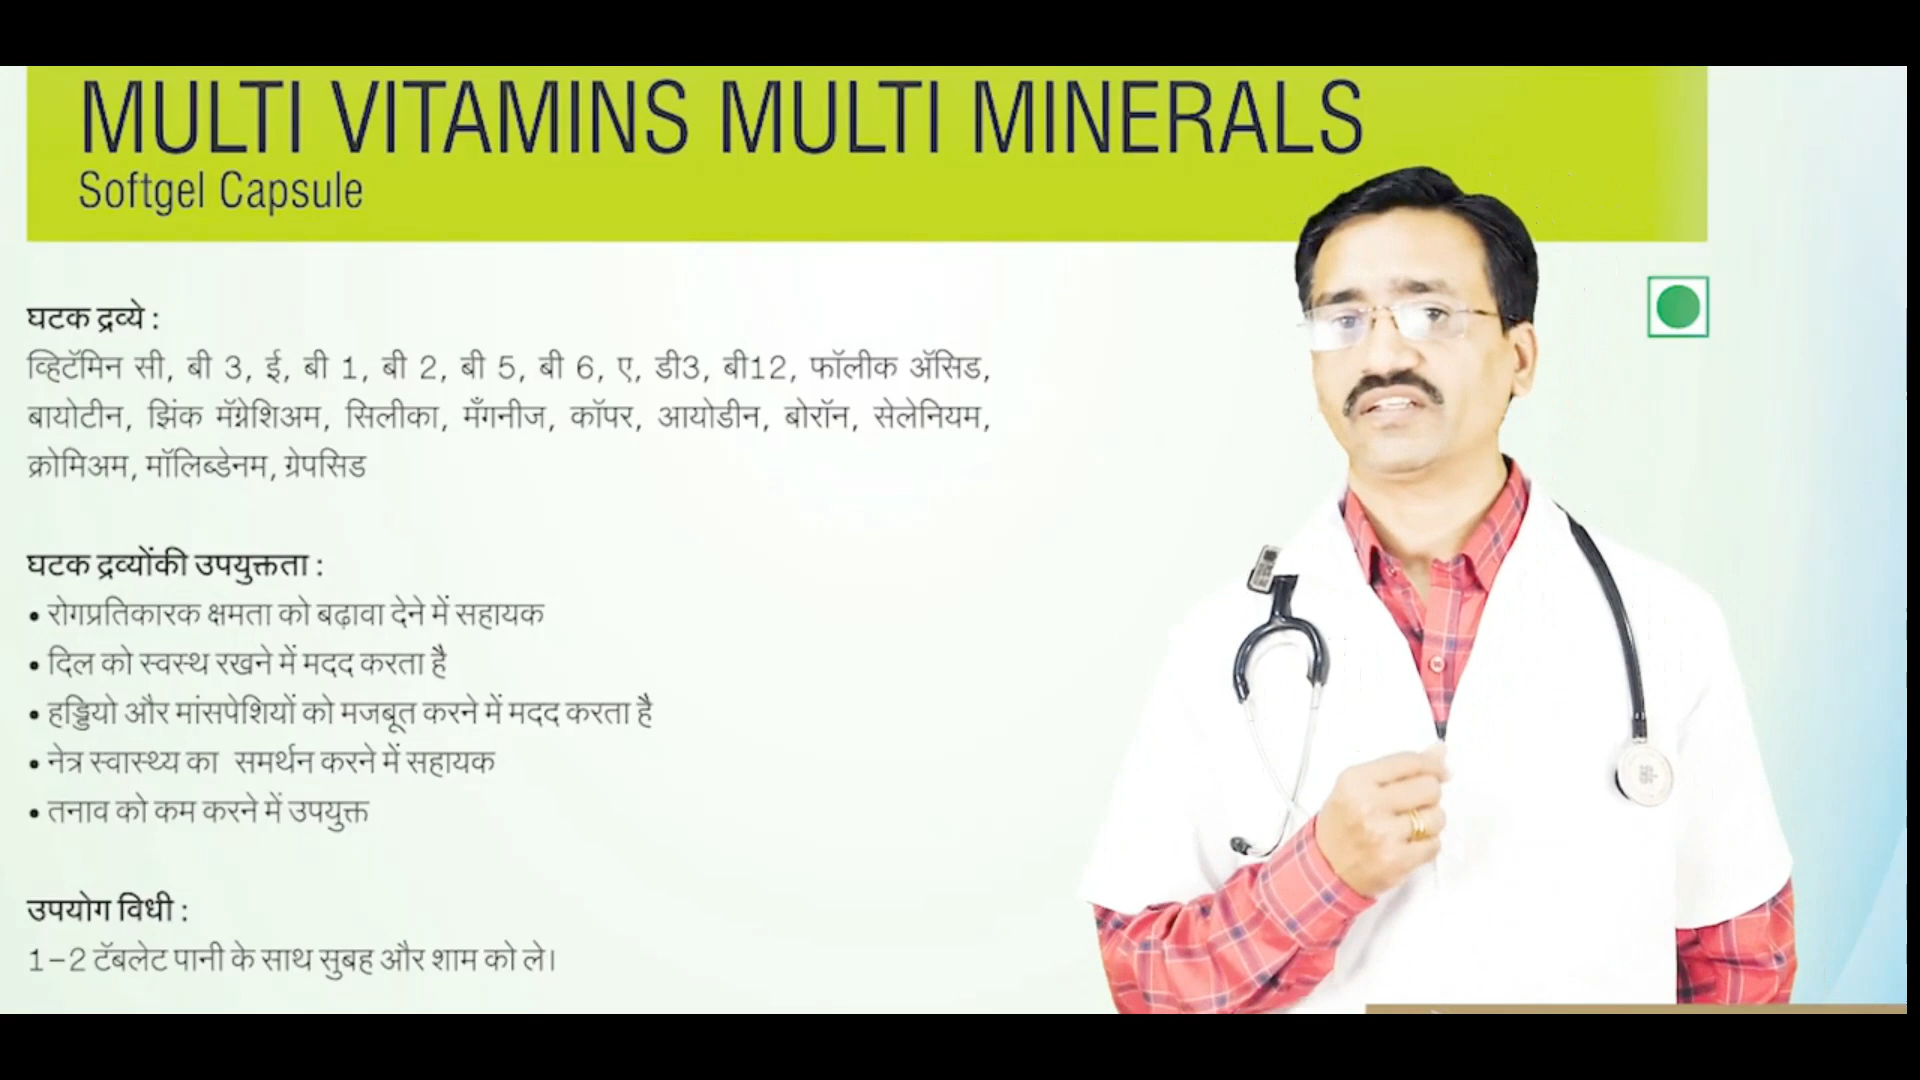 MULTI VITAMINS MULTI MINERALS
Softgel Capsule
घटक द्रव्ये :
व्हिटॅमिन सी, बी 3, ई, बी 1, बी 2, बी 5, बी 6, ए, डी3, बी12, फॉलीक ॲसिड,
बायोटीन, झिंक मॅग्नेशिअम, सिलीका, मँगनीज, कॉपर, आयोडीन, बोरॉन, सेलेनियम,
क्रोमिअम, मॉलिब्डेनम, ग्रेपसिड
घटक द्रव्योंकी उपयुक्तता :
• रोगप्रतिकारक क्षमता को बढ़ावा देने में सहायक
• दिल को स्वस्थ रखने में मदद करता है
• हड्डियो और मांसपेशियों को मजबूत करने में मदद करता है
• नेत्र स्वास्थ्य का समर्थन करने में सहायक
• तनाव को कम करने में उपयुक्त
उपयोग विधी :
1-2 टॅबलेट पानी के साथ सुबह और शाम को ले।